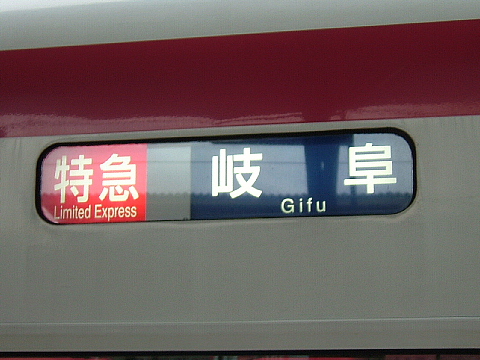 特急
Limited Express
岐阜
Gifu